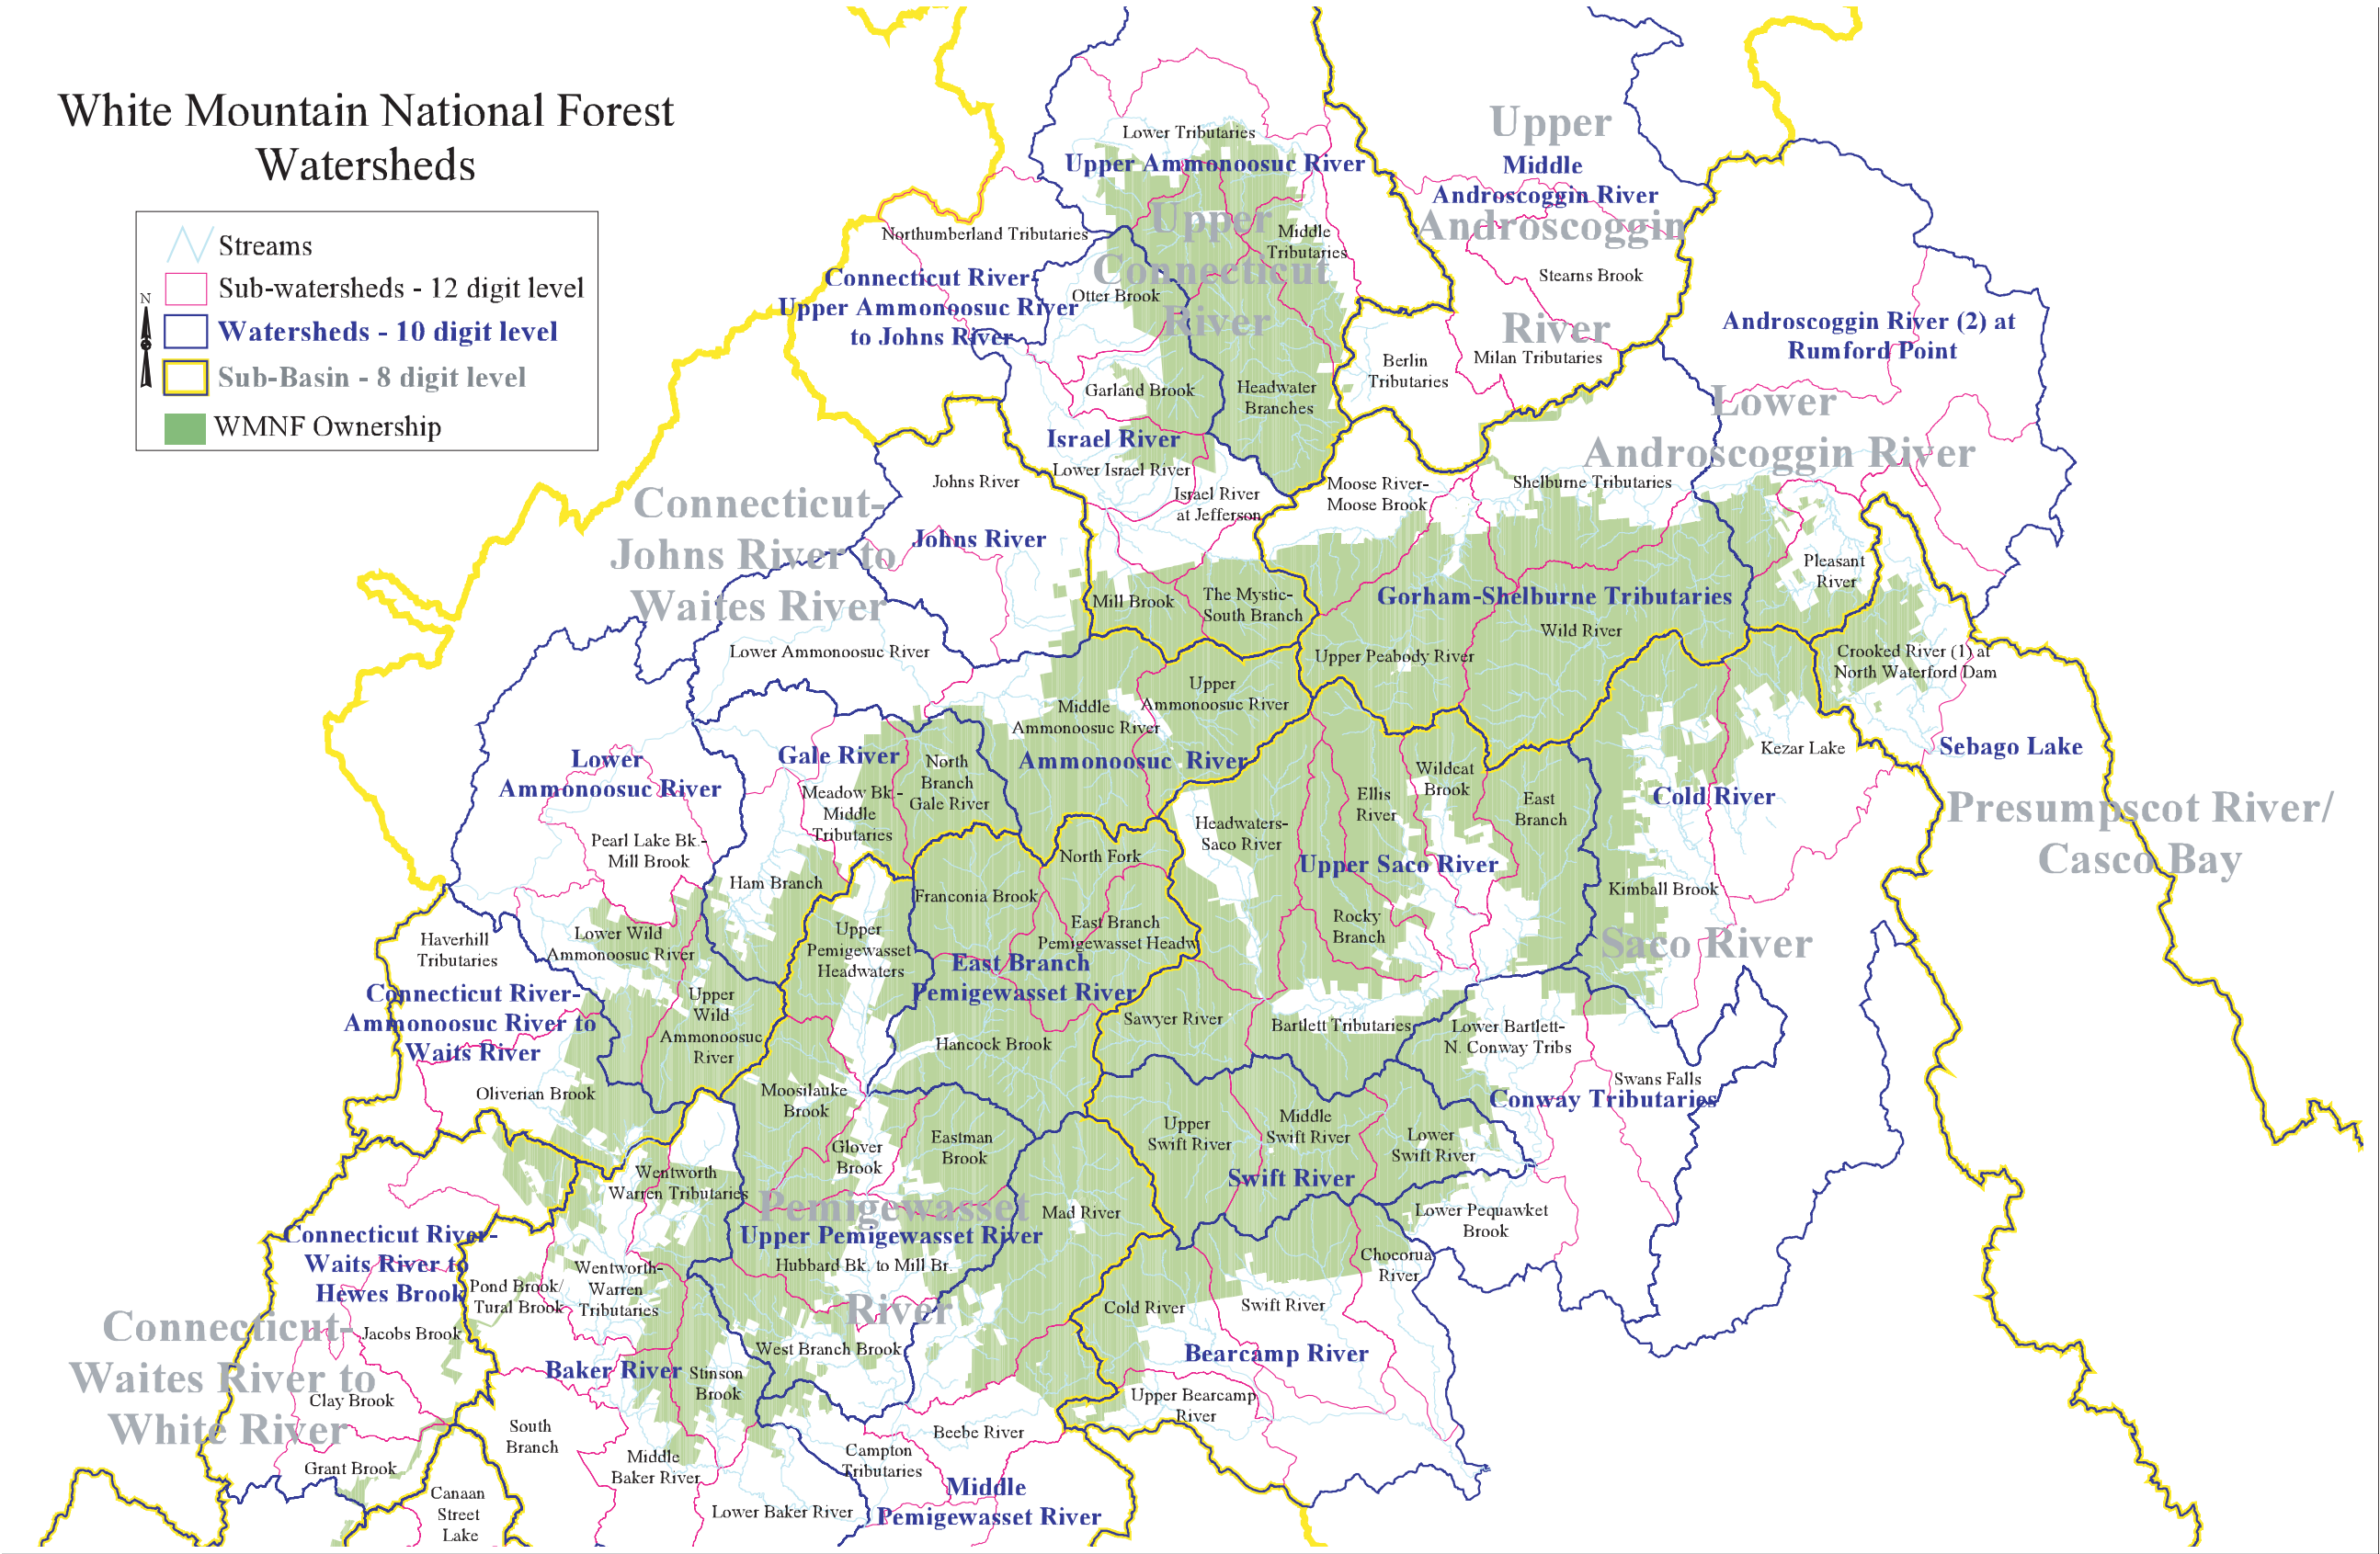 White Mountain National Forest
Watersheds
Streams
Sub-watersheds - 12 digit level
Watersheds - 10 digit level
Sub-Basin - 8 digit level
WMNF Ownership
N
Lower Tributaries
Upper Ammonoosuc River
Upper
Connecticut
River
Middle
Tributaries
Northumberland Tributaries
Connecticut River-
Upper Ammonoosuc River
to Johns River
Otter Brook
Garland Brook
Headwater
Branches
Israel River
Lower Israel River
Israel River
at Jefferson
Upper
Androscoggin
River
Middle
Androscoggin River
Stearns Brook
Milan Tributaries
Berlin
Tributaries
Androscoggin River (2) at
Rumford Point
Lower
Androscoggin River
Moose River-
Moose Brook
Shelburne Tributaries
Pleasant
River
Gorham-Shelburne Tributaries
Wild River
Upper Peabody River
Crooked River (1) at
North Waterford Dam
Sebago Lake
Presumpscot River/
Casco Bay
Connecticut-
Johns River to
Waites River
Johns River
Johns River
Mill Brook
The Mystic-
South Branch
Lower Ammonoosuc River
Middle
Ammonoosuc River
Upper
Ammonoosuc River
Ammonoosuc River
Lower
Ammonoosuc River
Gale River
North
Branch
Gale River
Meadow Bk.-
Middle
Tributaries
Pearl Lake Bk.-
Mill Brook
Ham Branch
Haverhill
Tributaries
Lower Wild
Ammonoosuc River
Upper
Wild
Ammonoosuc
River
Connecticut River-
Ammonoosuc River to
Waits River
Oliverian Brook
Upper
Pemigewasset
Headwaters
Franconia Brook
North Fork
East Branch
Pemigewasset Headw
East Branch
Pemigewasset River
Hancock Brook
Headwaters-
Saco River
Ellis
River
Wildcat
Brook
East
Branch
Upper Saco River
Rocky
Branch
Cold River
Kezar Lake
Kimball Brook
Saco River
Sawyer River
Bartlett Tributaries
Lower Bartlett-
N. Conway Tribs
Swans Falls
Conway Tributaries
Moosilauke
Brook
Glover
Brook
Eastman
Brook
Mad River
Upper
Swift River
Middle
Swift River
Lower
Swift River
Swift River
Lower Pequawket
Brook
Chocorua
River
Pemigewasset
River
Upper Pemigewasset River
Hubbard Bk. to Mill Br.
West Branch Brook
Cold River
Swift River
Bearcamp River
Upper Bearcamp
River
Wentworth
Warren Tributaries
Wentworth-
Warren
Tributaries
Connecticut River-
Waits River to
Hewes Brook
Pond Brook/
Tural Brook
Connecticut-
Waites River to
White River
Jacobs Brook
Clay Brook
Grant Brook
Baker River
Stinson
Brook
South
Branch
Middle
Baker River
Canaan
Street
Lake
Lower Baker River
Campton
Tributaries
Beebe River
Middle
Pemigewasset River